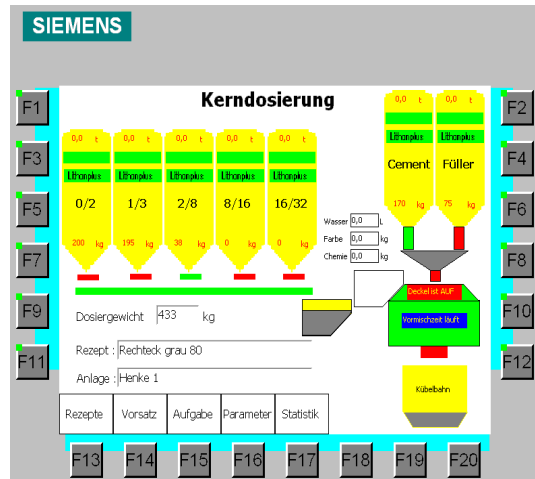 SIEMENS
Kerndosierung
F1
F2
F3
F4
F5
F6
F7
F8
F9
F10
F11
F12
0,0 t
0,0 t
0,0 t
0,0 t
0,0 t
0,0 t
0,0 t
Lithonplus
Lithonplus
Lithonplus
Lithonplus
Lithonplus
Lithonplus
Lithonplus
Cement
Füller
0/2
1/3
2/8
8/16
16/32
170 kg
75 kg
200 kg
195 kg
38 kg
0 kg
0 kg
Wasser 0,0 L
Farbe 0,0 kg
Chemie 0,0 kg
Deckel ist AUF
Vormischzeit läuft
Dosiergewicht 433 kg
Rezept : Rechteck grau 80
Anlage : Henke 1
Kübelbahn
Rezepte
Vorsatz
Aufgabe
Parameter
Statistik
F13
F14
F15
F16
F17
F18
F19
F20